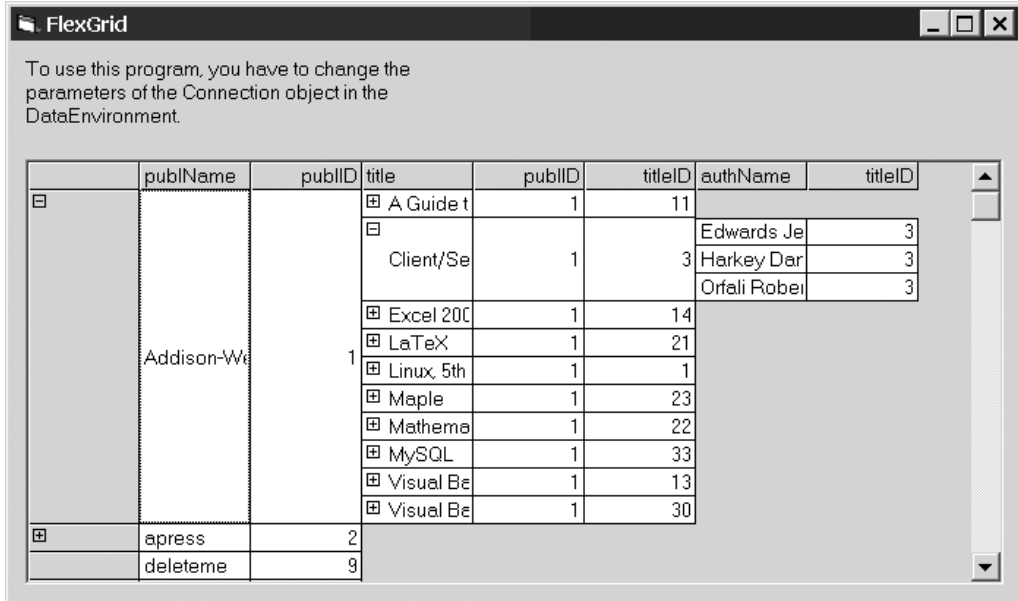 FlexGrid
To use this program, you have to change the
parameters of the Connection object in the
DataEnvironment.
publName publID title publID titleID authName titleID
A Guide t 1 11
Client/Se 1 3
Edwards Je 3
Harkey Dar 3
Orfali Rober 3
Excel 200 1 14
LaTeX 1 21
Addison-We 1
Linux, 5th 1 1
Maple 1 23
Mathema 1 22
MySQL 1 33
Visual Ba 1 13
Visual Ba 1 30
apress 2
deleteme 9